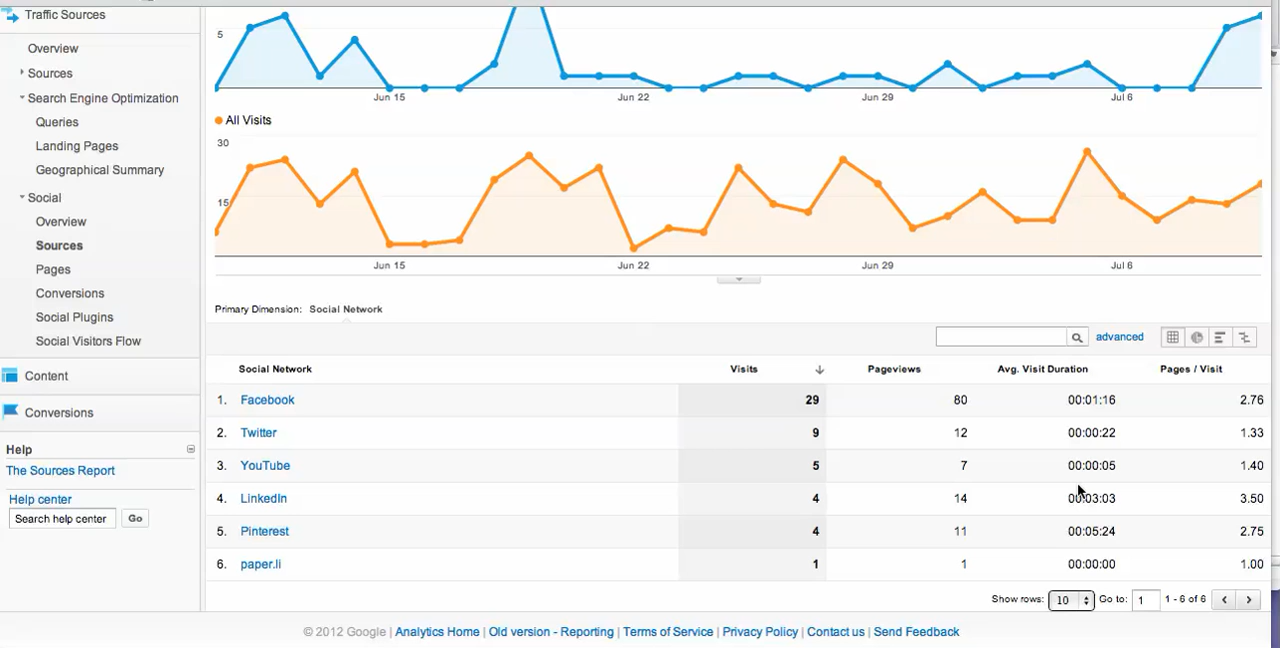 Traffic Sources
Overview
Sources
Search Engine Optimization
Queries
Landing Pages
Geographical Summary
Social
Overview
Sources
Pages
Conversions
Social Plugins
Social Visitors Flow
Content
Conversions
Help
The Sources Report
Help center
Search help center Go
5
Jun 15 Jun 22 Jun 29 Jul 6
All Visits
30
15
Jun 15 Jun 22 Jun 29 Jul 6
Primary Dimension: Social Network
advanced
Social Network Visits Pageviews Avg. Visit Duration Pages / Visit
1. Facebook 29 80 00:01:16 2.76
2. Twitter 9 12 00:00:22 1.33
3. YouTube 5 7 00:00:05 1.40
4. LinkedIn 4 14 00:03:03 3.50
5. Pinterest 4 11 00:05:24 2.75
6. paper.li 1 1 00:00:00 1.00
Show rows: 10 Go to: 1 1 - 6 of 6
© 2012 Google | Analytics Home | Old version - Reporting | Terms of Service | Privacy Policy | Contact us | Send Feedback